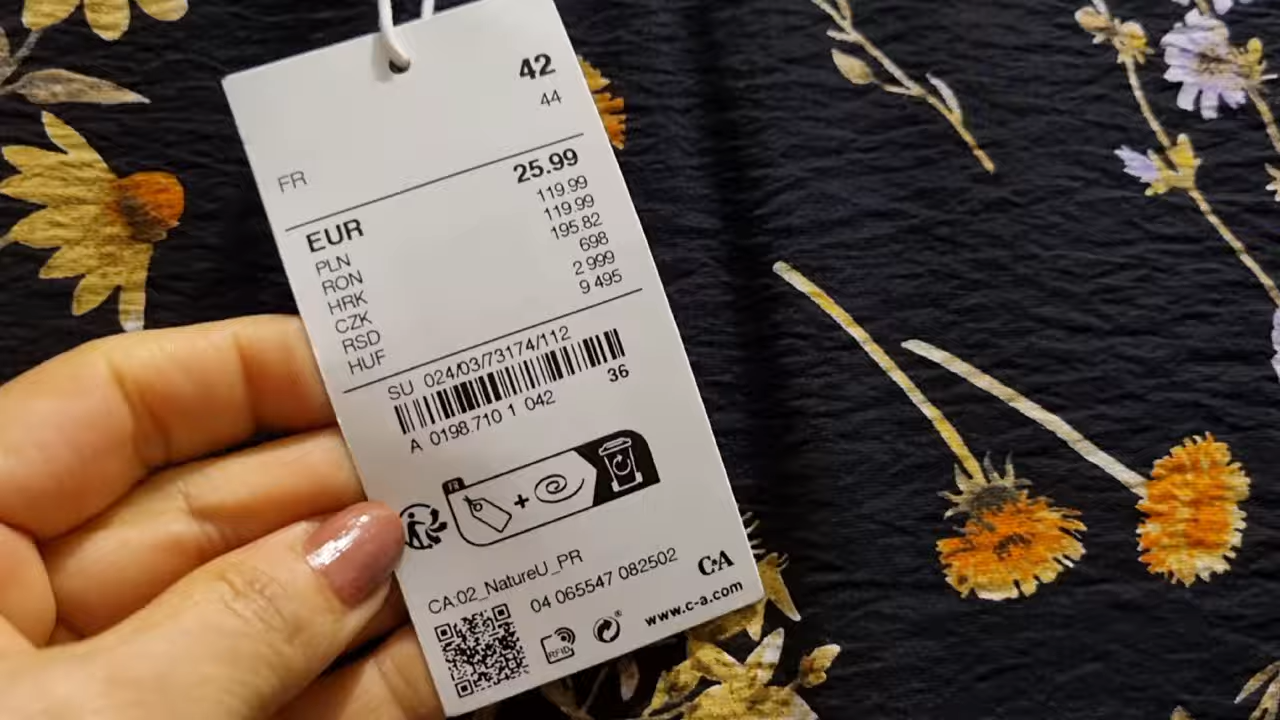 42
FR 44
EUR 25.99
PLN 119.99
RON 119.99
HRK 195.82
CZK 698
RSD 2 999
HUF 9 495
SU 024/03/73174/112
A 0198.710 1 042 36
FR
+
CA:02_NatureU_PR
04 065547 082502 C&A
RFID ® www.c-a.com